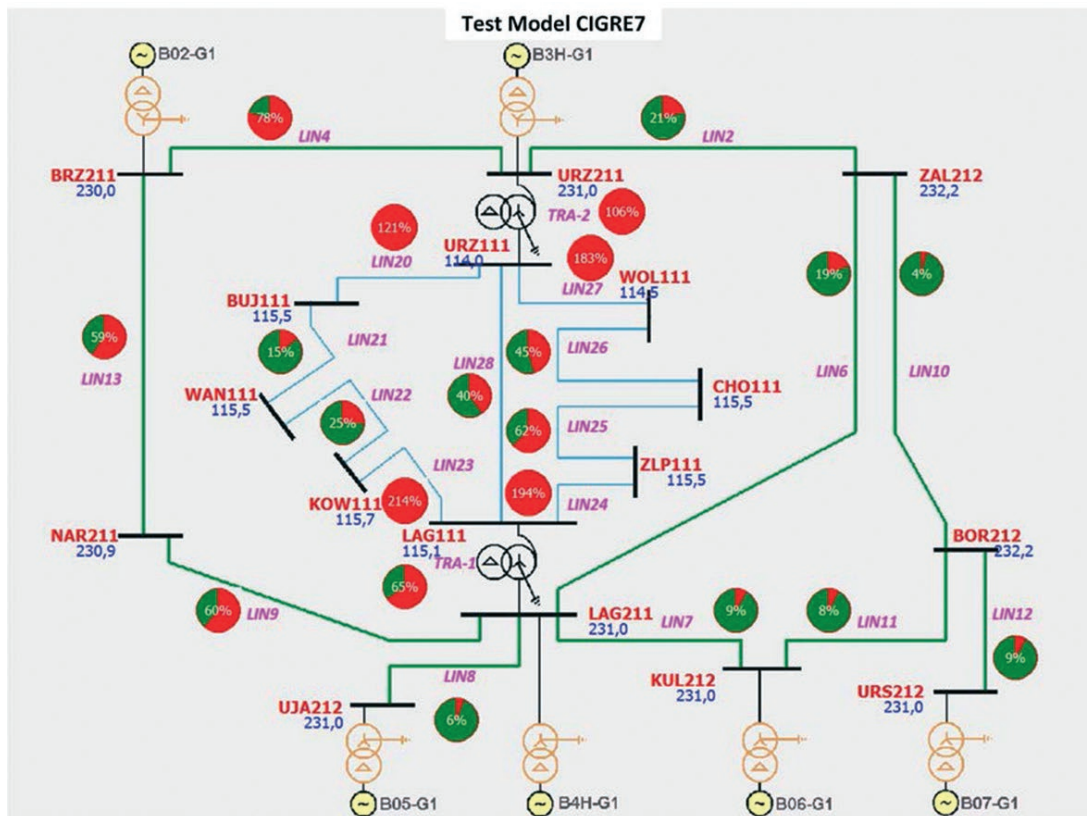 Test Model CIGRE7
B02-G1
B3H-G1
78%
LIN4
21%
LIN2
BRZ211
230,0
URZ211
231,0
ZAL212
232,2
TRA-2
106%
121%
LIN20
URZ111
114,0
183%
LIN27
WOL111
114,5
19%
4%
BUJ111
115,5
LIN21
15%
59%
LIN13
LIN28
45%
LIN26
LIN6
LIN10
WAN111
115,5
LIN22
40%
CHO111
115,5
25%
62%
LIN25
LIN23
ZLP111
115,5
KOW111
115,7
214%
194%
LIN24
NAR211
230,9
LAG111
115,1
TRA-1
BOR212
232,2
65%
60%
LIN9
LAG211
231,0
LIN7
9%
8%
LIN11
LIN12
9%
LIN8
KUL212
231,0
URS212
231,0
UJA212
231,0
6%
B05-G1
B4H-G1
B06-G1
B07-G1